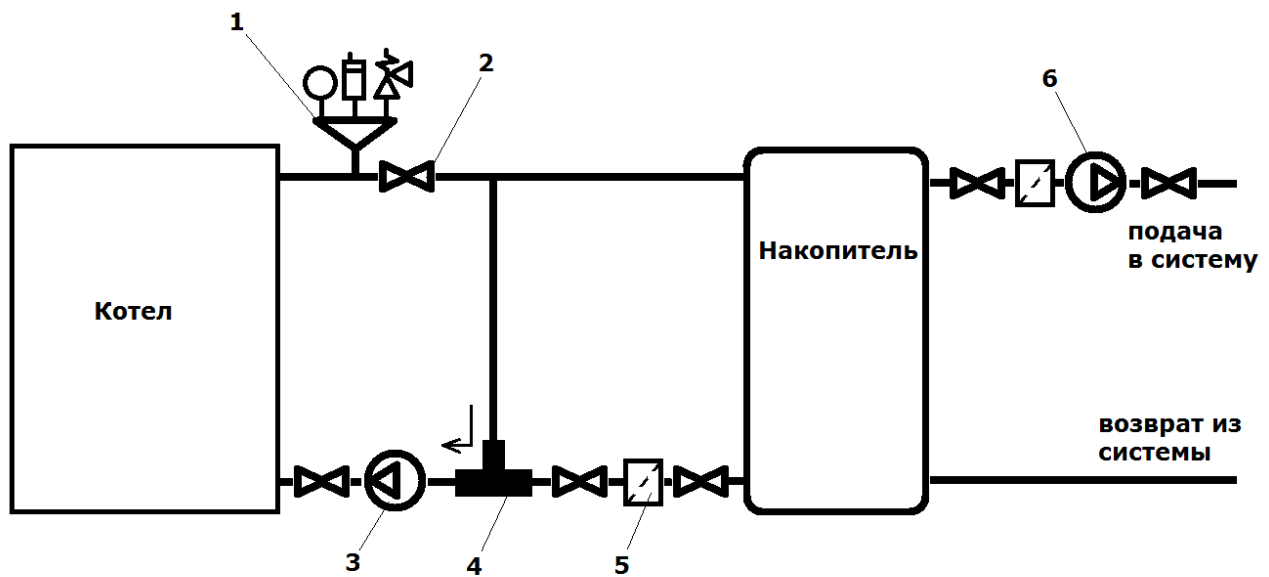 1
2
6
подача
в систему
Накопитель
Котел
возврат из
системы
3
4
5